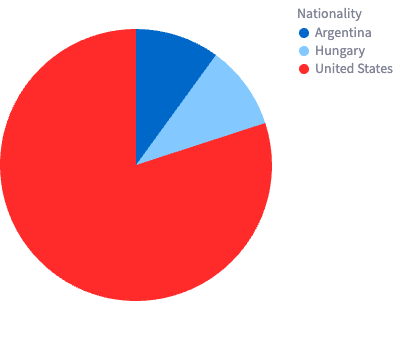 Nationality
Argentina
Hungary
United States